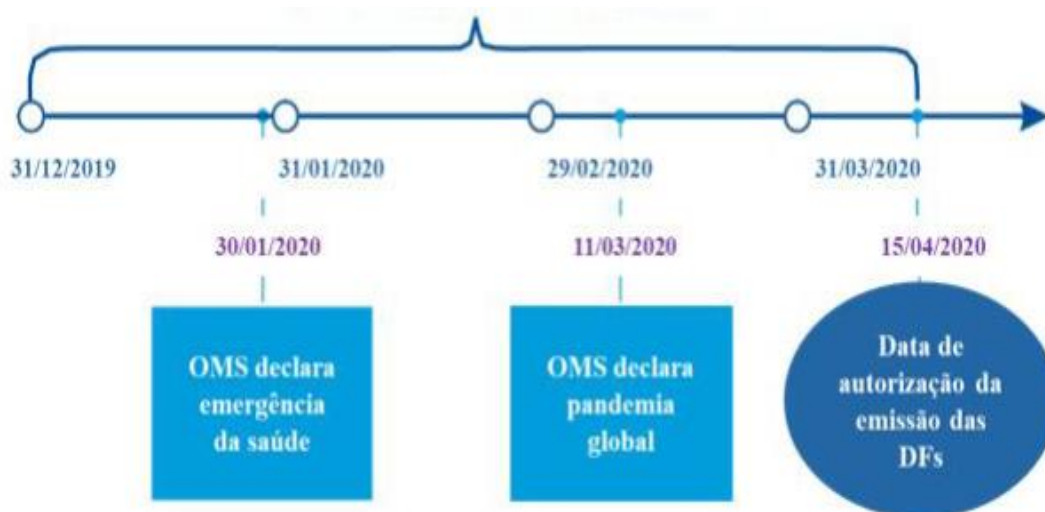 31/12/2019
31/01/2020
29/02/2020
31/03/2020
30/01/2020
11/03/2020
15/04/2020
OMS declara
emergência
da saúde
OMS declara
pandemia
global
Data de
autorização da
emissão das
DFs